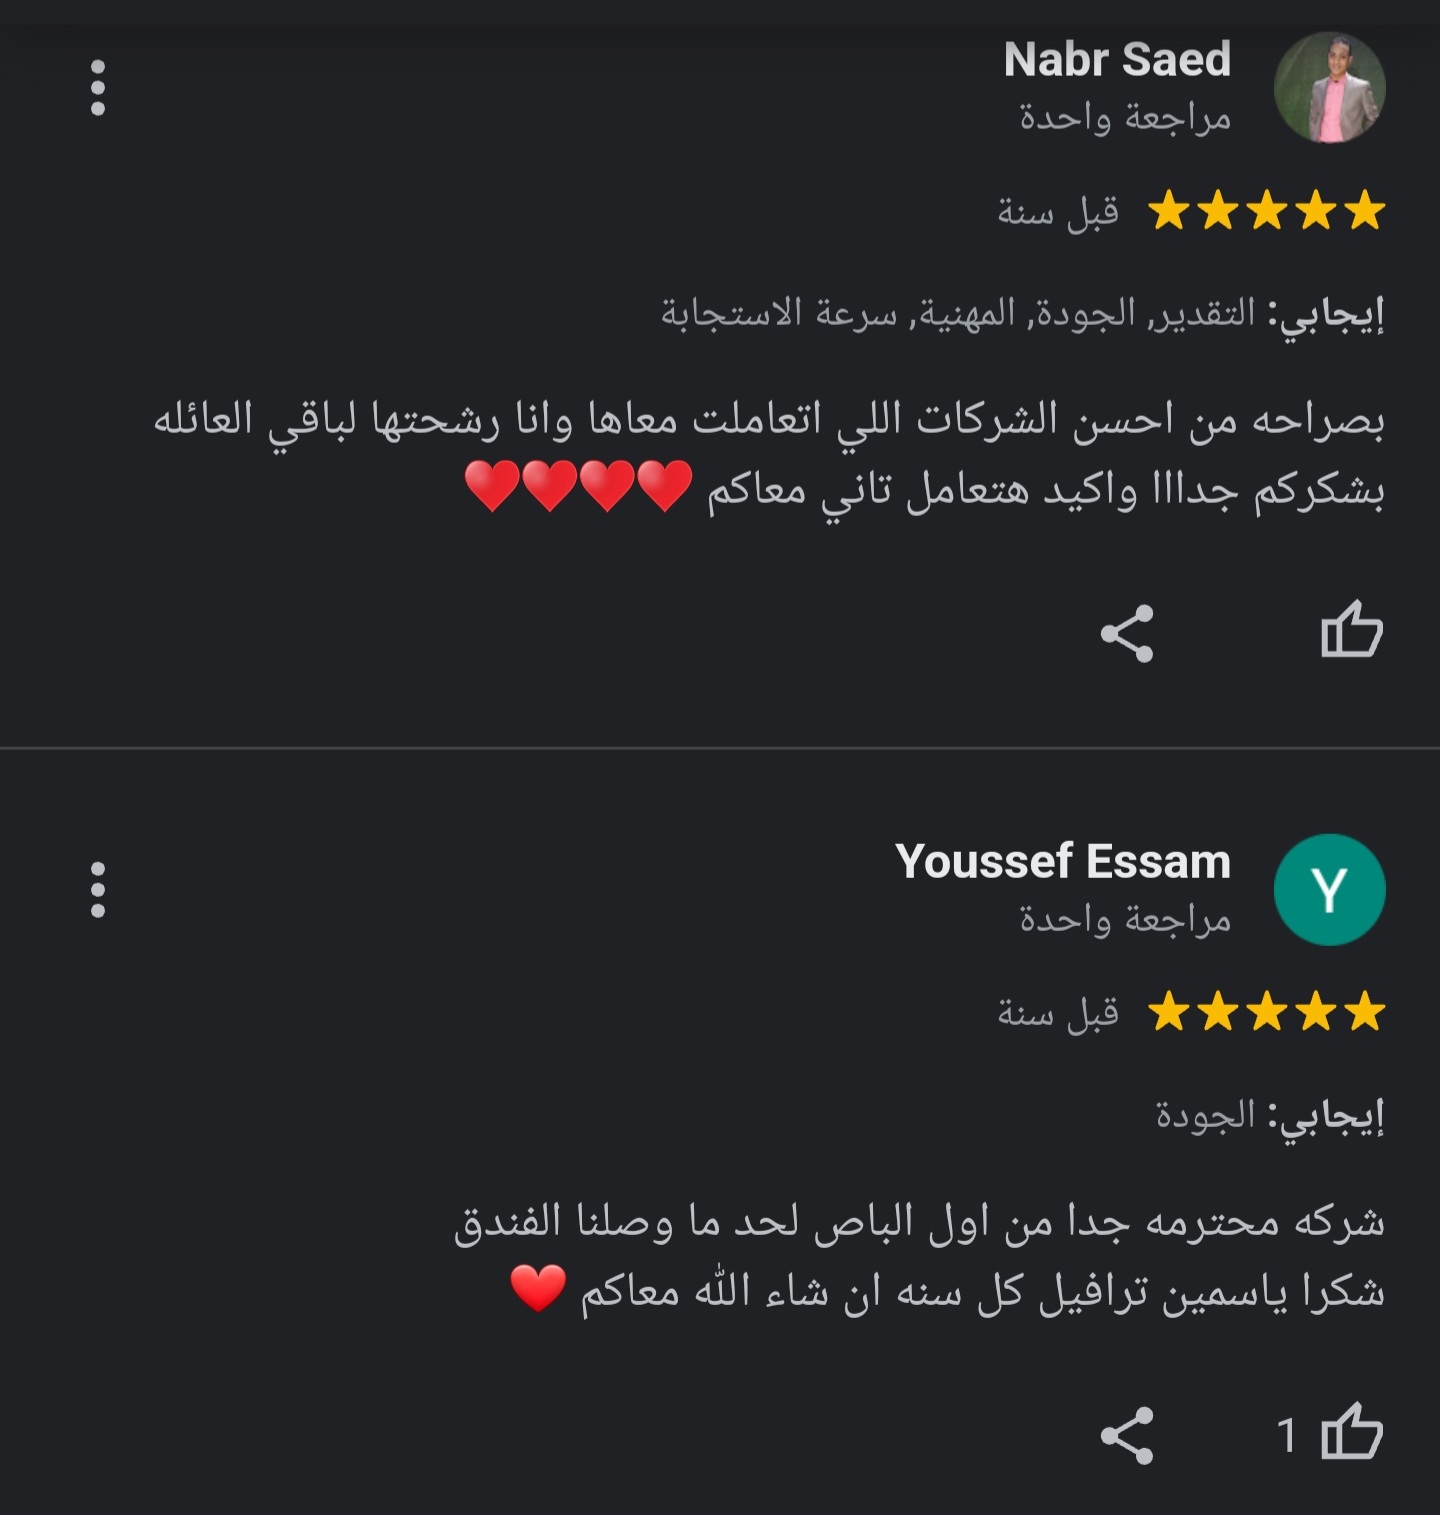 Nabr Saed
مراجعة واحدة
قبل سنة
إيجابي: التقدير, الجودة, المهنية, سرعة الاستجابة
بصراحه من احسن الشركات اللي اتعاملت معاها وانا رشحتها لباقي العائله
بشكركم جدااا واكيد هتعامل تاني معاكم ♥️♥️♥️♥️
Youssef Essam
Y
مراجعة واحدة
قبل سنة
إيجابي: الجودة
شركه محترمه جدا من اول الباص لحد ما وصلنا الفندق
شكرا ياسمين ترافيل كل سنه ان شاء الله معاكم ❤️
1